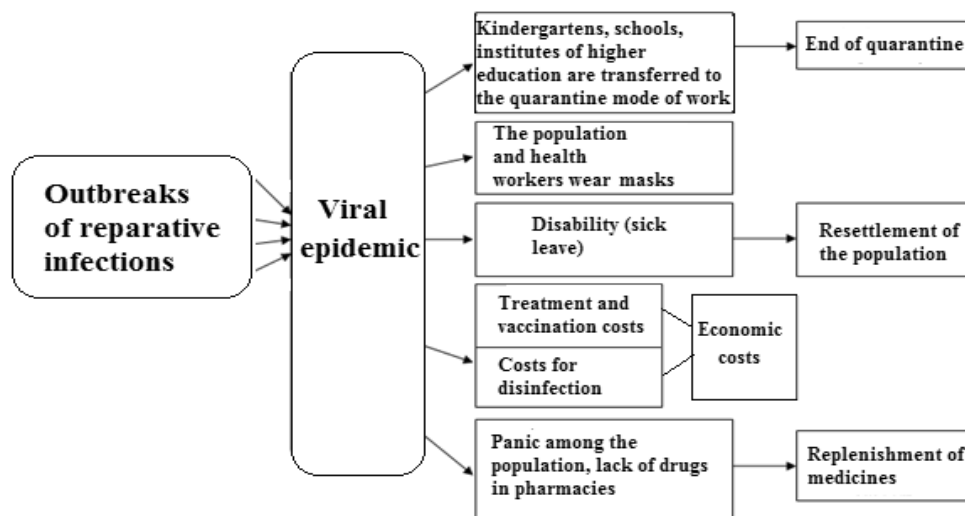 Outbreaks
of reparative
infections
Viral
epidemic
Kindergartens, schools,
institutes of higher
education are transferred to
the quarantine mode of work
End of quarantine
The population
and health
workers wear masks
Disability (sick
leave)
Resettlement of
the population
Treatment and
vaccination costs
Costs for
disinfection
Economic
costs
Panic among the
population, lack of drugs
in pharmacies
Replenishment of
medicines